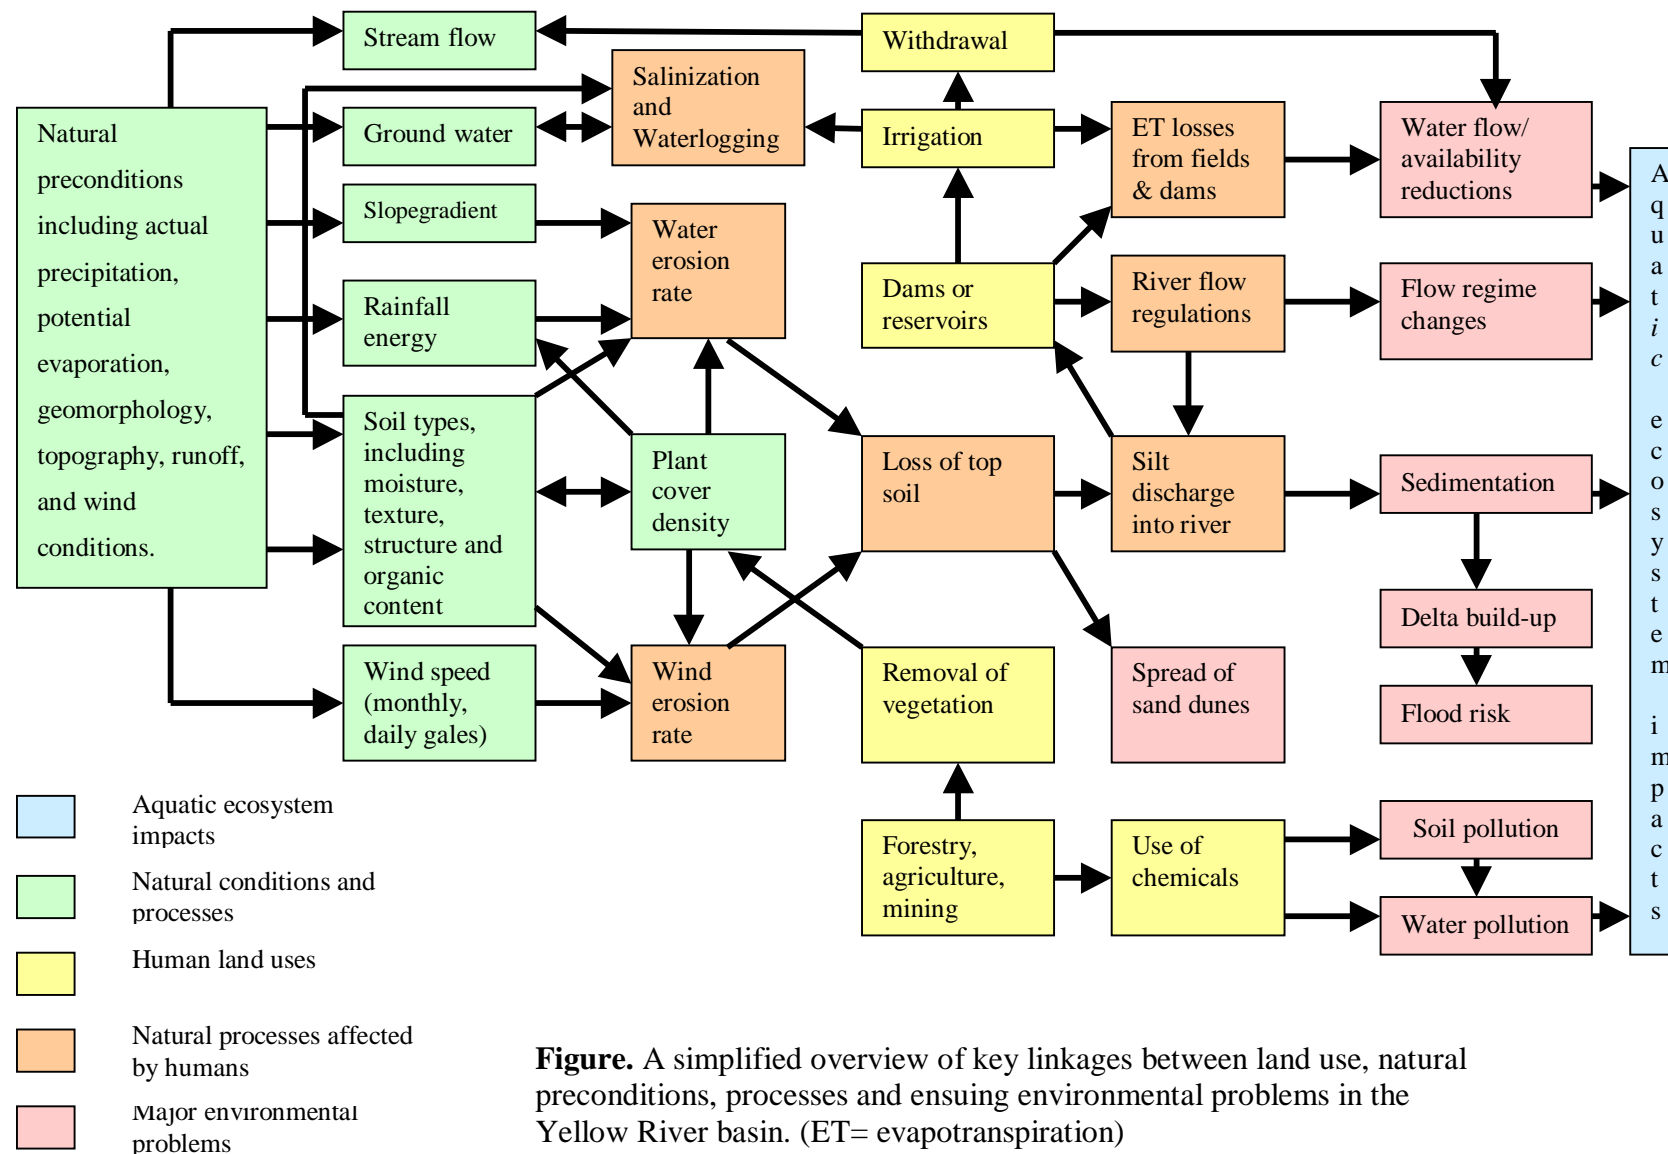 Stream flow
Withdrawal
Salinization
and
Waterlogging
Natural
preconditions
including actual
precipitation,
potential
evaporation,
geomorphology,
topography, runoff,
and wind
conditions.
Ground water
Irrigation
ET losses
from fields
& dams
Water flow/
availability
reductions
Slopegradient
Water
erosion
rate
Rainfall
energy
Dams or
reservoirs
River flow
regulations
Flow regime
changes
Soil types,
including
moisture,
texture,
structure and
organic
content
Plant
cover
density
Loss of top
soil
Silt
discharge
into river
Sedimentation
Delta build-up
Flood risk
Wind speed
(monthly,
daily gales)
Wind
erosion
rate
Removal of
vegetation
Spread of
sand dunes
Forestry,
agriculture,
mining
Use of
chemicals
Soil pollution
Water pollution
Aquatic ecosystem impacts
Aquatic ecosystem
impacts
Natural conditions and
processes
Human land uses
Natural processes affected
by humans
Major environmental
problems
Figure. A simplified overview of key linkages between land use, natural
preconditions, processes and ensuing environmental problems in the
Yellow River basin. (ET= evapotranspiration)